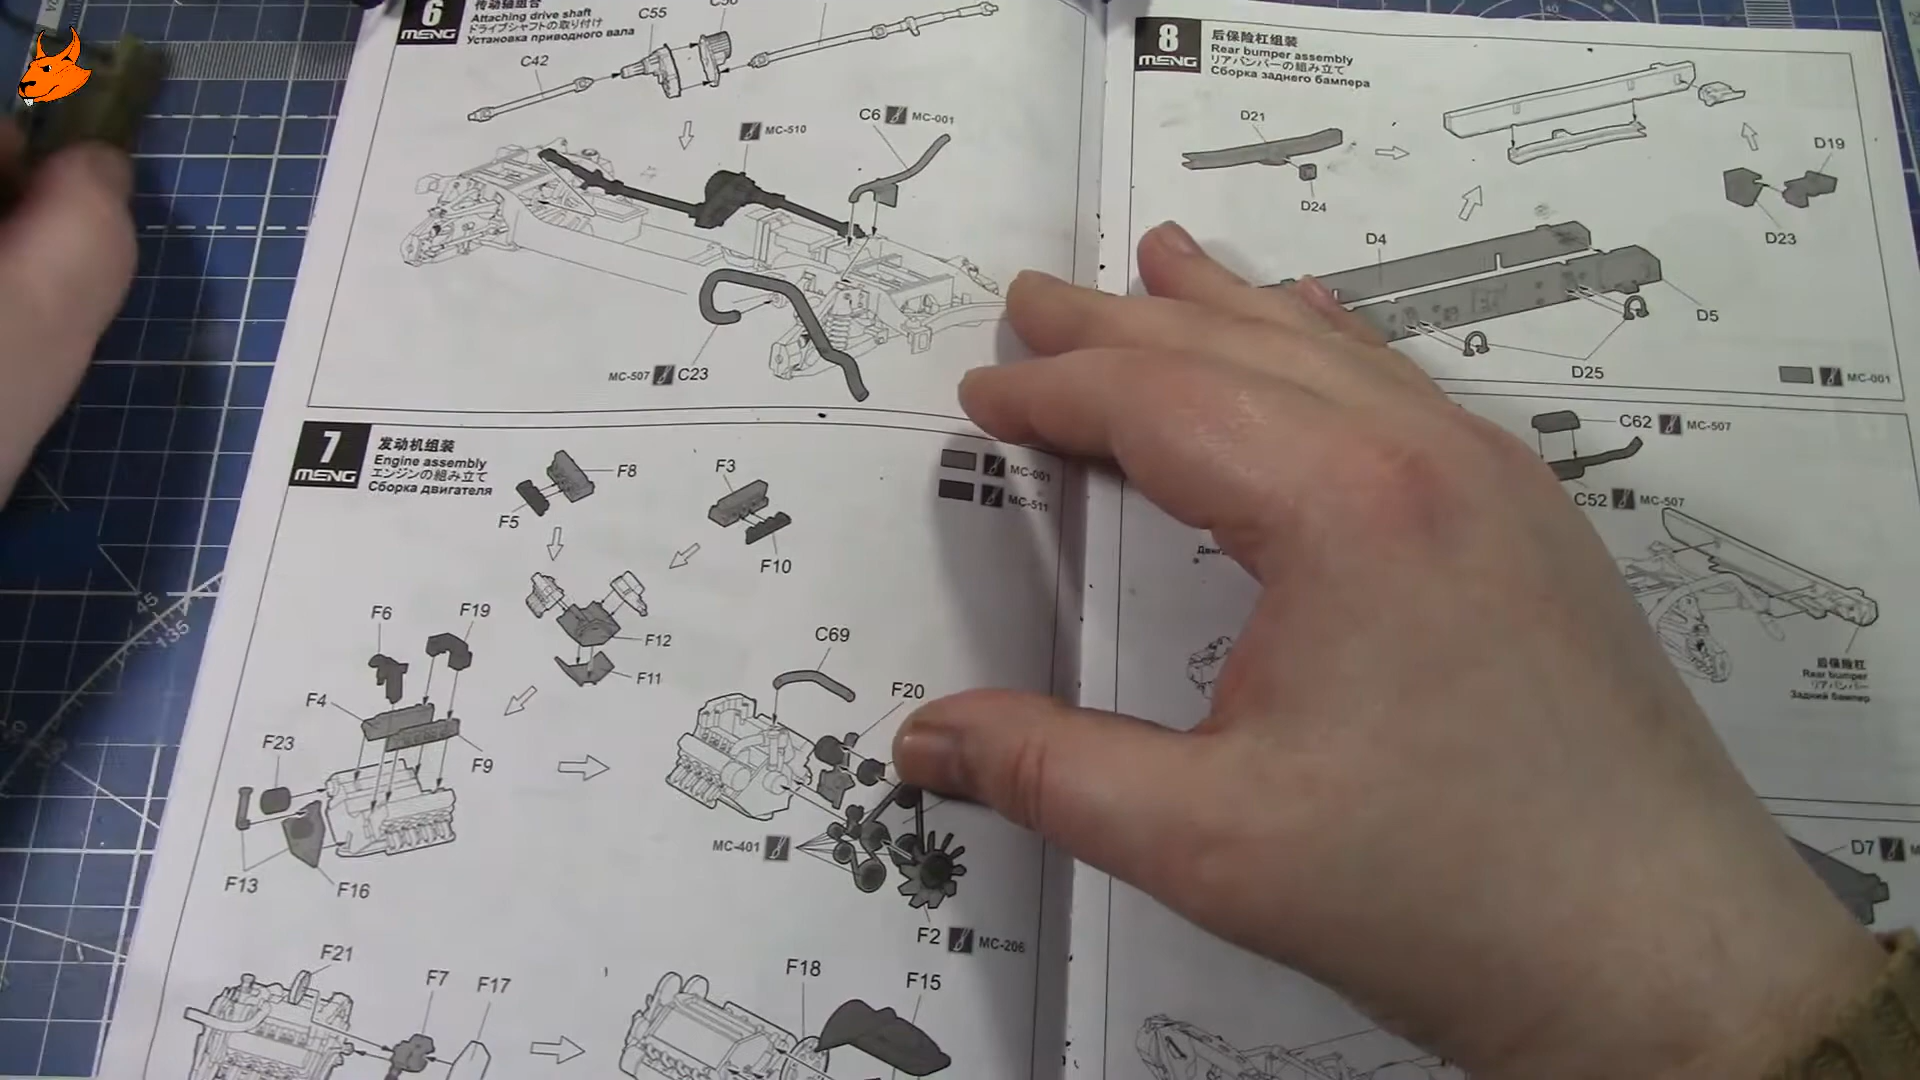 6
MENG
传动轴组合
Attaching drive shaft
ドライブシャフトの取り付け
Установка приводного вала
C55
C42
MC-510
C6
MC-001
MC-507
C23
7
MENG
发动机组装
Engine assembly
エンジンの組み立て
Сборка двигателя
F8
F5
F3
F10
MC-001
MC-511
F6
F19
F12
F11
F4
F9
F23
F13
F16
C69
F20
MC-401
F2
MC-206
F21
F7
F17
F18
F15
8
MENG
后保险杠组装
Rear bumper assembly
リアバンパーの組み立て
Сборка заднего бампера
D21
D24
D19
D23
D4
D5
D25
MC-001
C62
MC-507
C52
MC-507
后保险杠
Rear bumper
リアバンパー
Задний бампер
D7
45
135